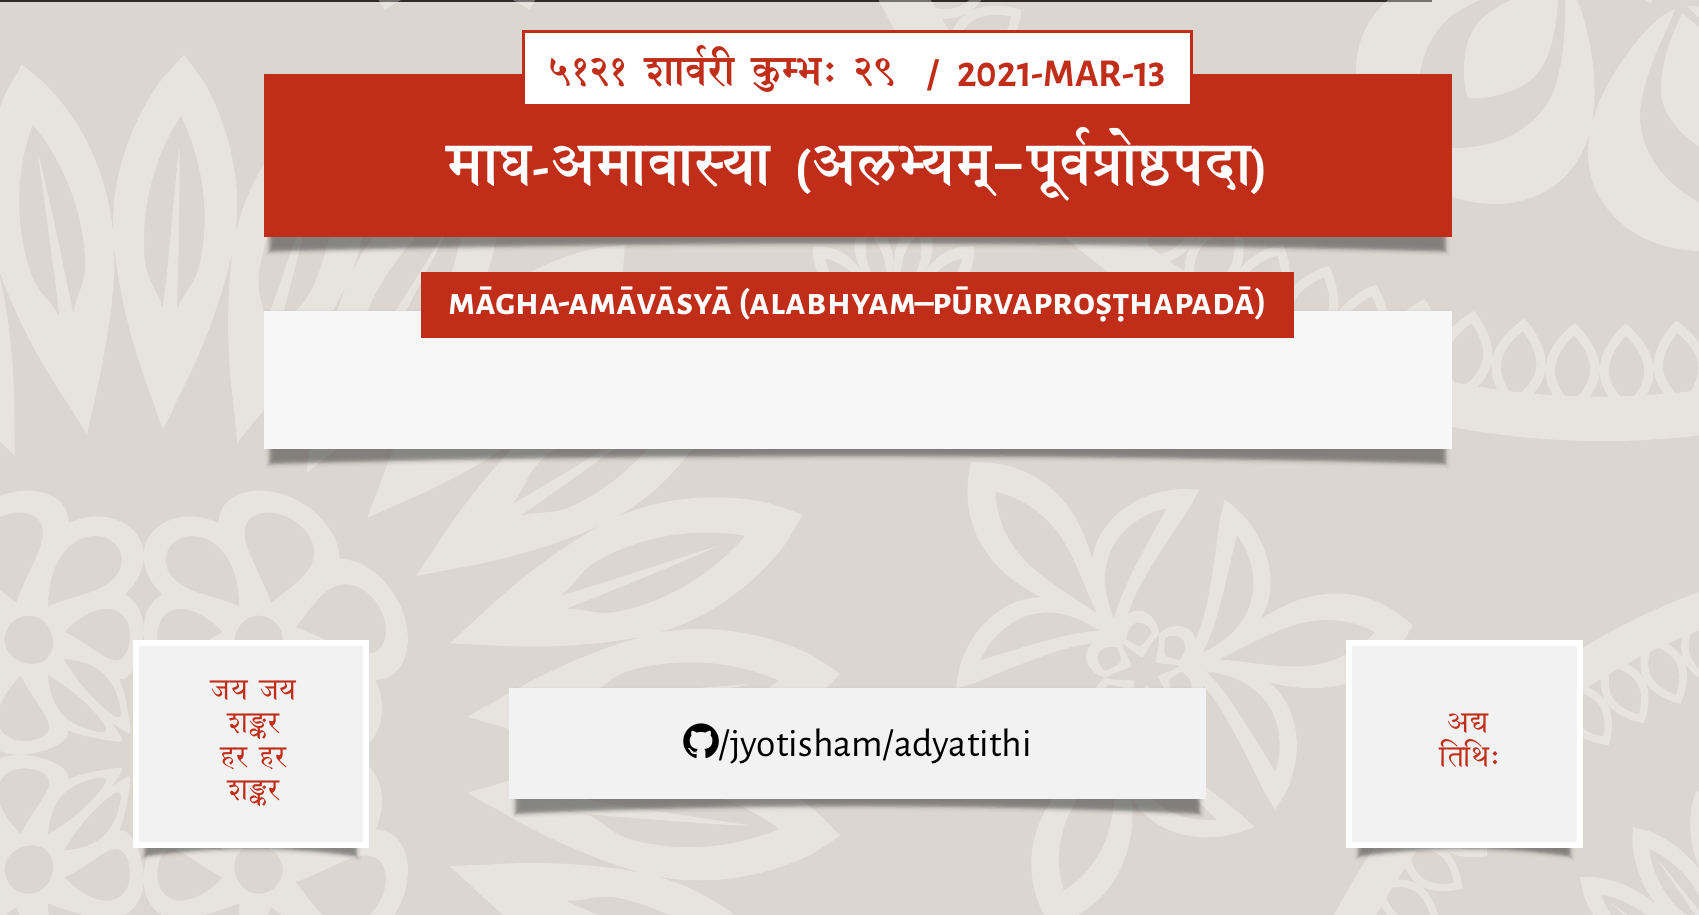 ५१२१ शार्वरी कुम्भः २९ / 2021-MAR-13
माघ-अमावास्या (अलभ्यम्–पूर्वप्रोष्ठपदा)
MĀGHA-AMĀVĀSYĀ (ALABHYAM–PŪRVAPROṢṬHAPADĀ)
जय जय
शङ्कर
हर हर
शङ्कर
/jyotisham/adyatithi
अद्य
तिथिः